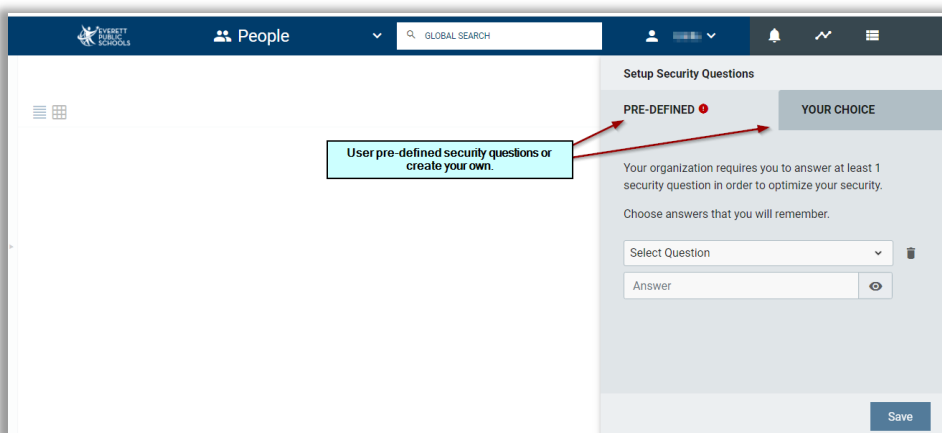 EVERETT
PUBLIC
SCHOOLS
People
GLOBAL SEARCH
Setup Security Questions
PRE-DEFINED
YOUR CHOICE
User pre-defined security questions or
create your own.
Your organization requires you to answer at least 1
security question in order to optimize your security.
Choose answers that you will remember.
Select Question
Answer
Save